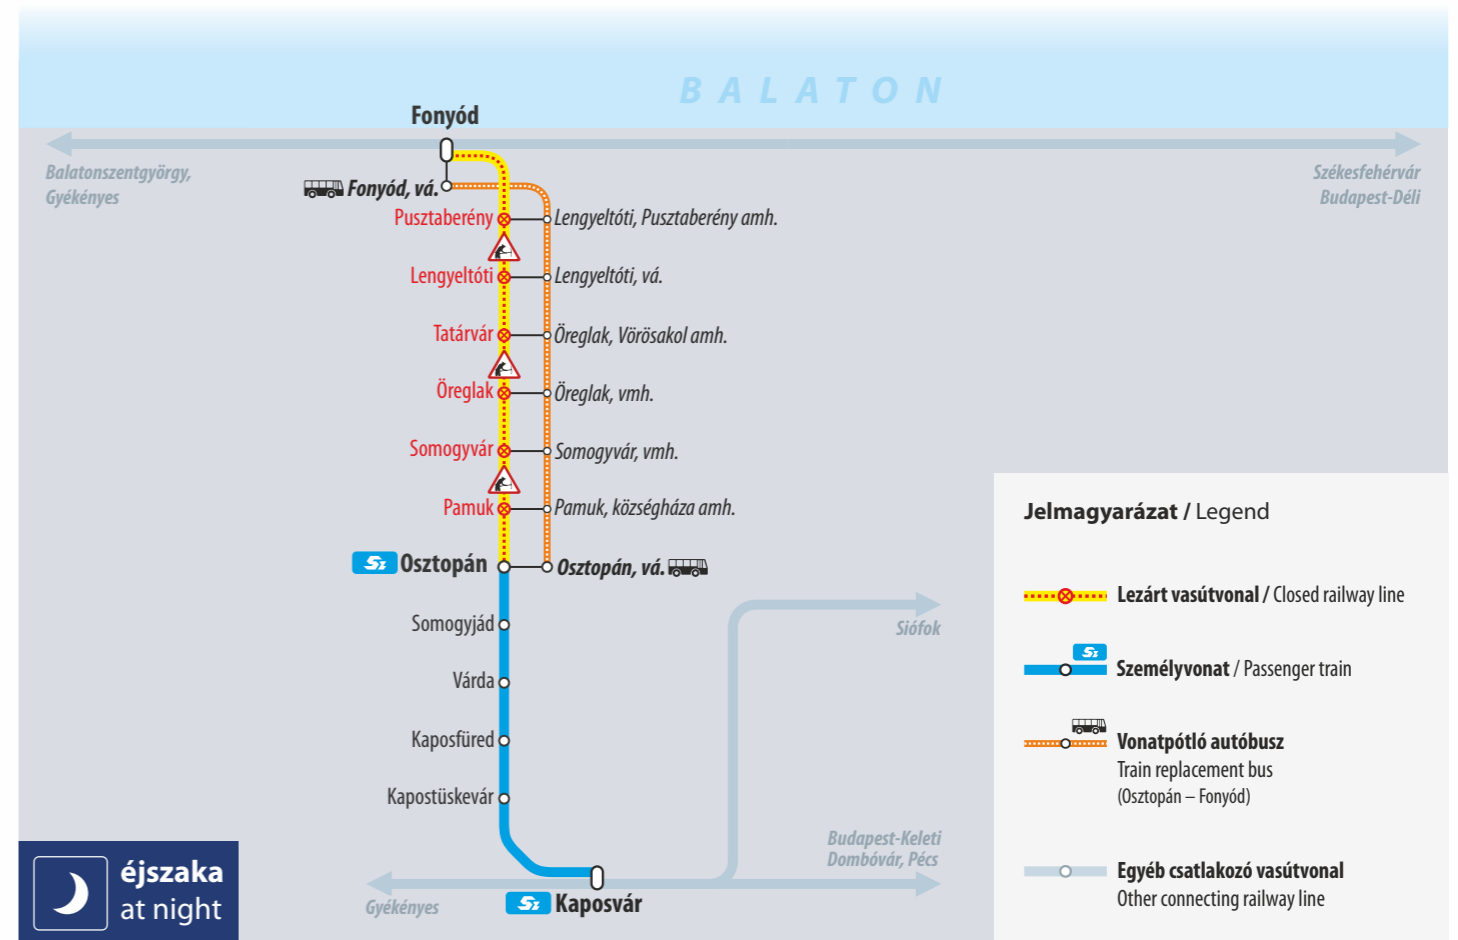 BALATON
Fonyód
Balatonszentgyörgy,
Gyékényes
Székesfehérvár
Budapest-Déli
Fonyód, vá.
Pusztaberény
Lengyeltóti, Pusztaberény amh.
Lengyeltóti
Lengyeltóti, vá.
Tatárvár
Öreglak, Vörösakol amh.
Öreglak
Öreglak, vmh.
Somogyvár
Somogyvár, vmh.
Pamuk
Pamuk, községháza amh.
Osztopán
Osztopán, vá.
Somogyjád
Várda
Kaposfüred
Kapostüskevár
Siófok
Budapest-Keleti
Dombóvár, Pécs
Gyékényes
Kaposvár
Jelmagyarázat / Legend
Lezárt vasútvonal / Closed railway line
Személyvonat / Passenger train
Vonatpótló autóbusz
Train replacement bus
(Osztopán – Fonyód)
Egyéb csatlakozó vasútvonal
Other connecting railway line
éjszaka
at night